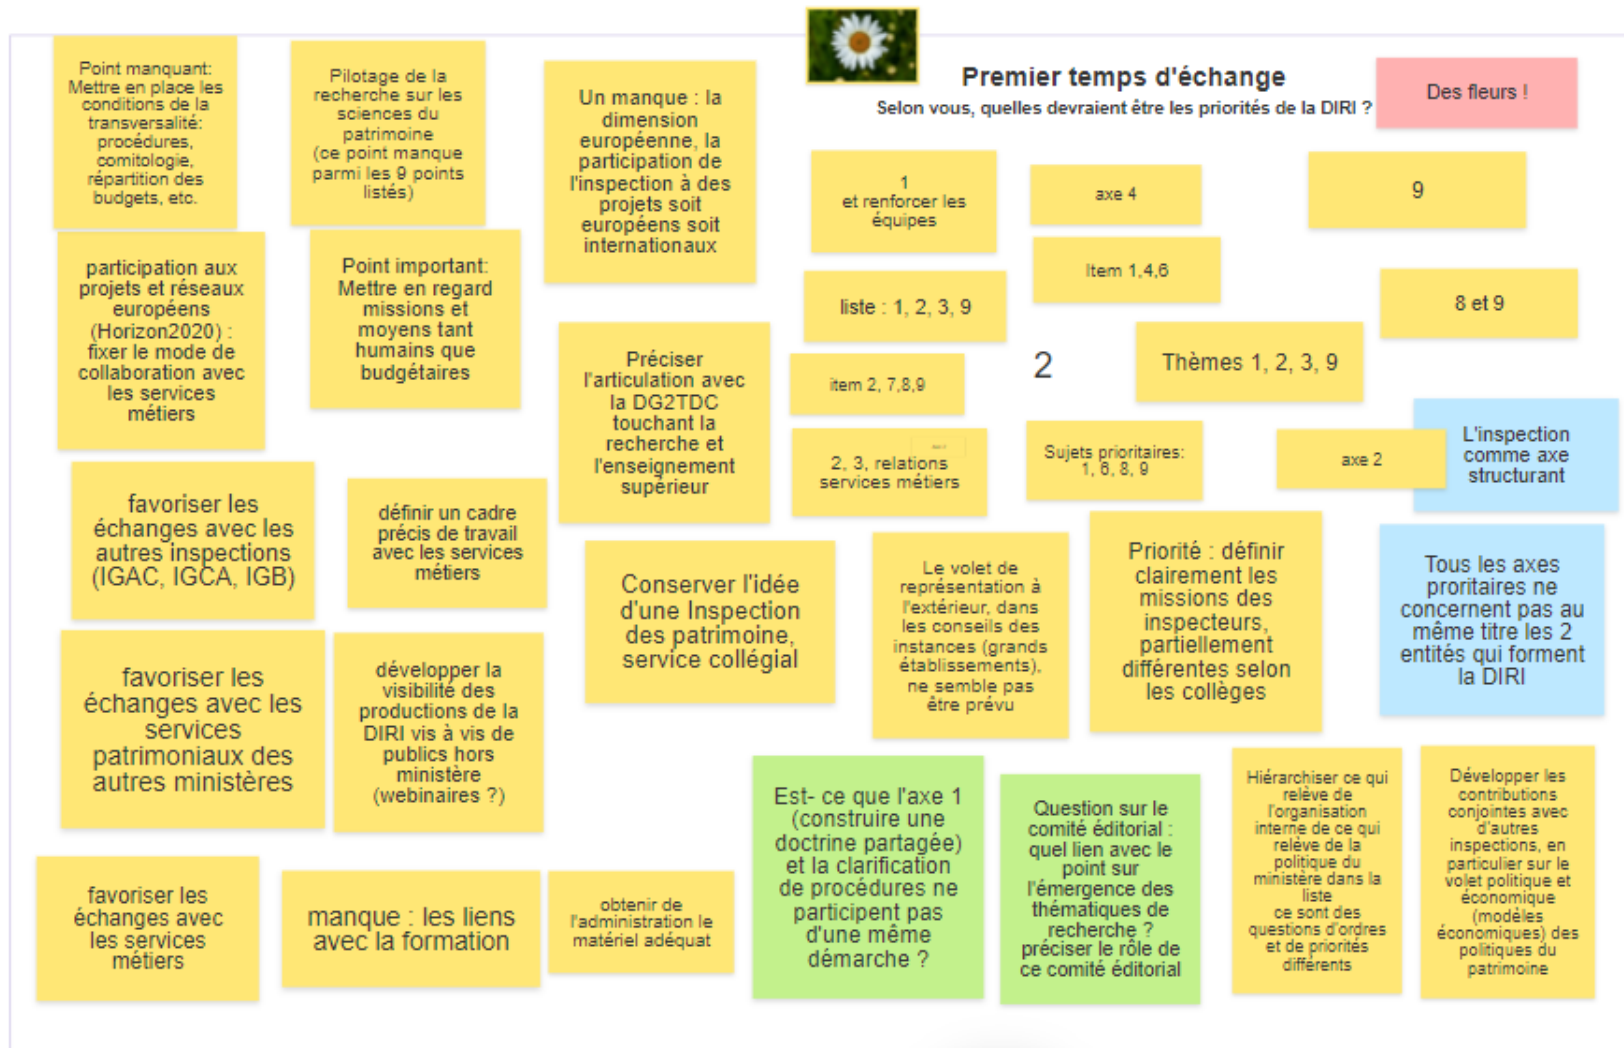 Premier temps d'échange
Selon vous, quelles devraient être les priorités de la DIRI ?
Des fleurs !
Point manquant:
Mettre en place les
conditions de la
transversalité:
procédures,
comitologie,
répartition des
budgets, etc.
Pilotage de la
recherche sur les
sciences du
patrimoine
(ce point manque
parmi les 9 points
listés)
Un manque : la
dimension
européenne, la
participation de
l'inspection à des
projets soit
européens soit
internaux
1
et renforcer les
équipes
axe 4
9
participation aux
projets et réseaux
européens
(Horizon2020) :
fixer le mode de
collaboration avec
les services
métiers
Point important:
Mettre en regard
missions et
moyens tant
humains que
budgétaires
Item 1,4,6
liste : 1, 2, 3, 9
8 et 9
Préciser
l'articulation avec
la DG2TDC
touchant la
recherche et
l'enseignement
supérieur
item 2, 7,8,9
2
Thèmes 1, 2, 3, 9
2, 3, relations
services métiers
Sujets prioritaires:
1, 6, 8, 9
axe 2
L'inspection
comme axe
structurant
favoriser les
échanges avec les
autres inspections
(IGAC, IGCA, IGB)
définir un cadre
précis de travail
avec les services
métiers
Conserver l'idée
d'une Inspection
des patrimoine,
service collégial
Le volet de
représentation à
l'extérieur, dans
les conseils des
instances (grands
établissements),
ne semble pas
être prévu
Priorité : définir
clairement les
missions des
inspecteurs,
partiellement
différentes selon
les collèges
Tous les axes
proritaires ne
concernent pas au
même titre les 2
entités qui forment
la DIRI
favoriser les
échanges avec les
services
patrimoniaux des
autres ministères
développer la
visibilité des
productions de la
DIRI vis à vis de
publics hors
ministère
(webinaires ?)
Est- ce que l'axe 1
(construire une
doctrine partagée)
et la clarification
de procédures ne
participent pas
d'une même
démarche ?
Question sur le
comité éditorial :
quel lien avec le
point sur
l'émergence des
thématiques de
recherche ?
préciser le rôle de
ce comité éditorial
Hiérarchiser ce qui
relève de
l'organisation
interne de ce qui
relève de la
politique du
ministère dans la
liste
ce sont des
questions d'ordres
et de priorités
différents
Développer les
contributions
conjointes avec
d'autres
inspections, en
particulier sur le
volet politique et
économique
(modèles
économiques) des
politiques du
patrimoine
favoriser les
échanges avec
les services
métiers
manque : les liens
avec la formation
obtenir de
l'administration le
matériel adéquat